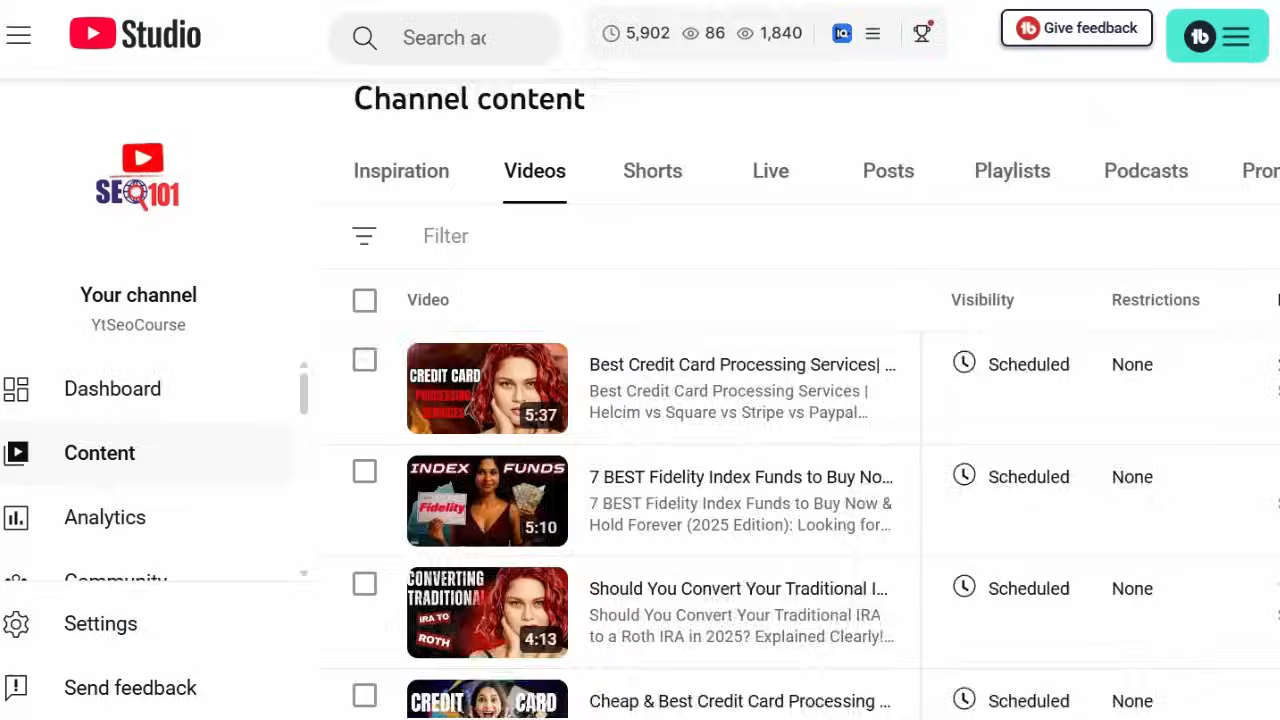 Studio
Search ac
5,902 86 1,840
Give feedback
Channel content
SEO101
Inspiration Videos Shorts Live Posts Playlists Podcasts Pron
Filter
Your channel
YtSeoCourse
Video Visibility Restrictions
Dashboard
Content
Analytics
Community
Settings
Send feedback
CREDIT CARD
PROCESSING
SERVICES
5:37
Best Credit Card Processing Services| ...
Best Credit Card Processing Services |
Helcim vs Square vs Stripe vs Paypal...
Scheduled None
INDEX FUNDS
Fidelity
5:10
7 BEST Fidelity Index Funds to Buy No...
7 BEST Fidelity Index Funds to Buy Now &
Hold Forever (2025 Edition): Looking for...
Scheduled None
CONVERTING
TRADITIONAL
IRA TO
ROTH
4:13
Should You Convert Your Traditional I...
Should You Convert Your Traditional IRA
to a Roth IRA in 2025? Explained Clearly!...
Scheduled None
CREDIT CARD
Cheap & Best Credit Card Processing ...
Scheduled None